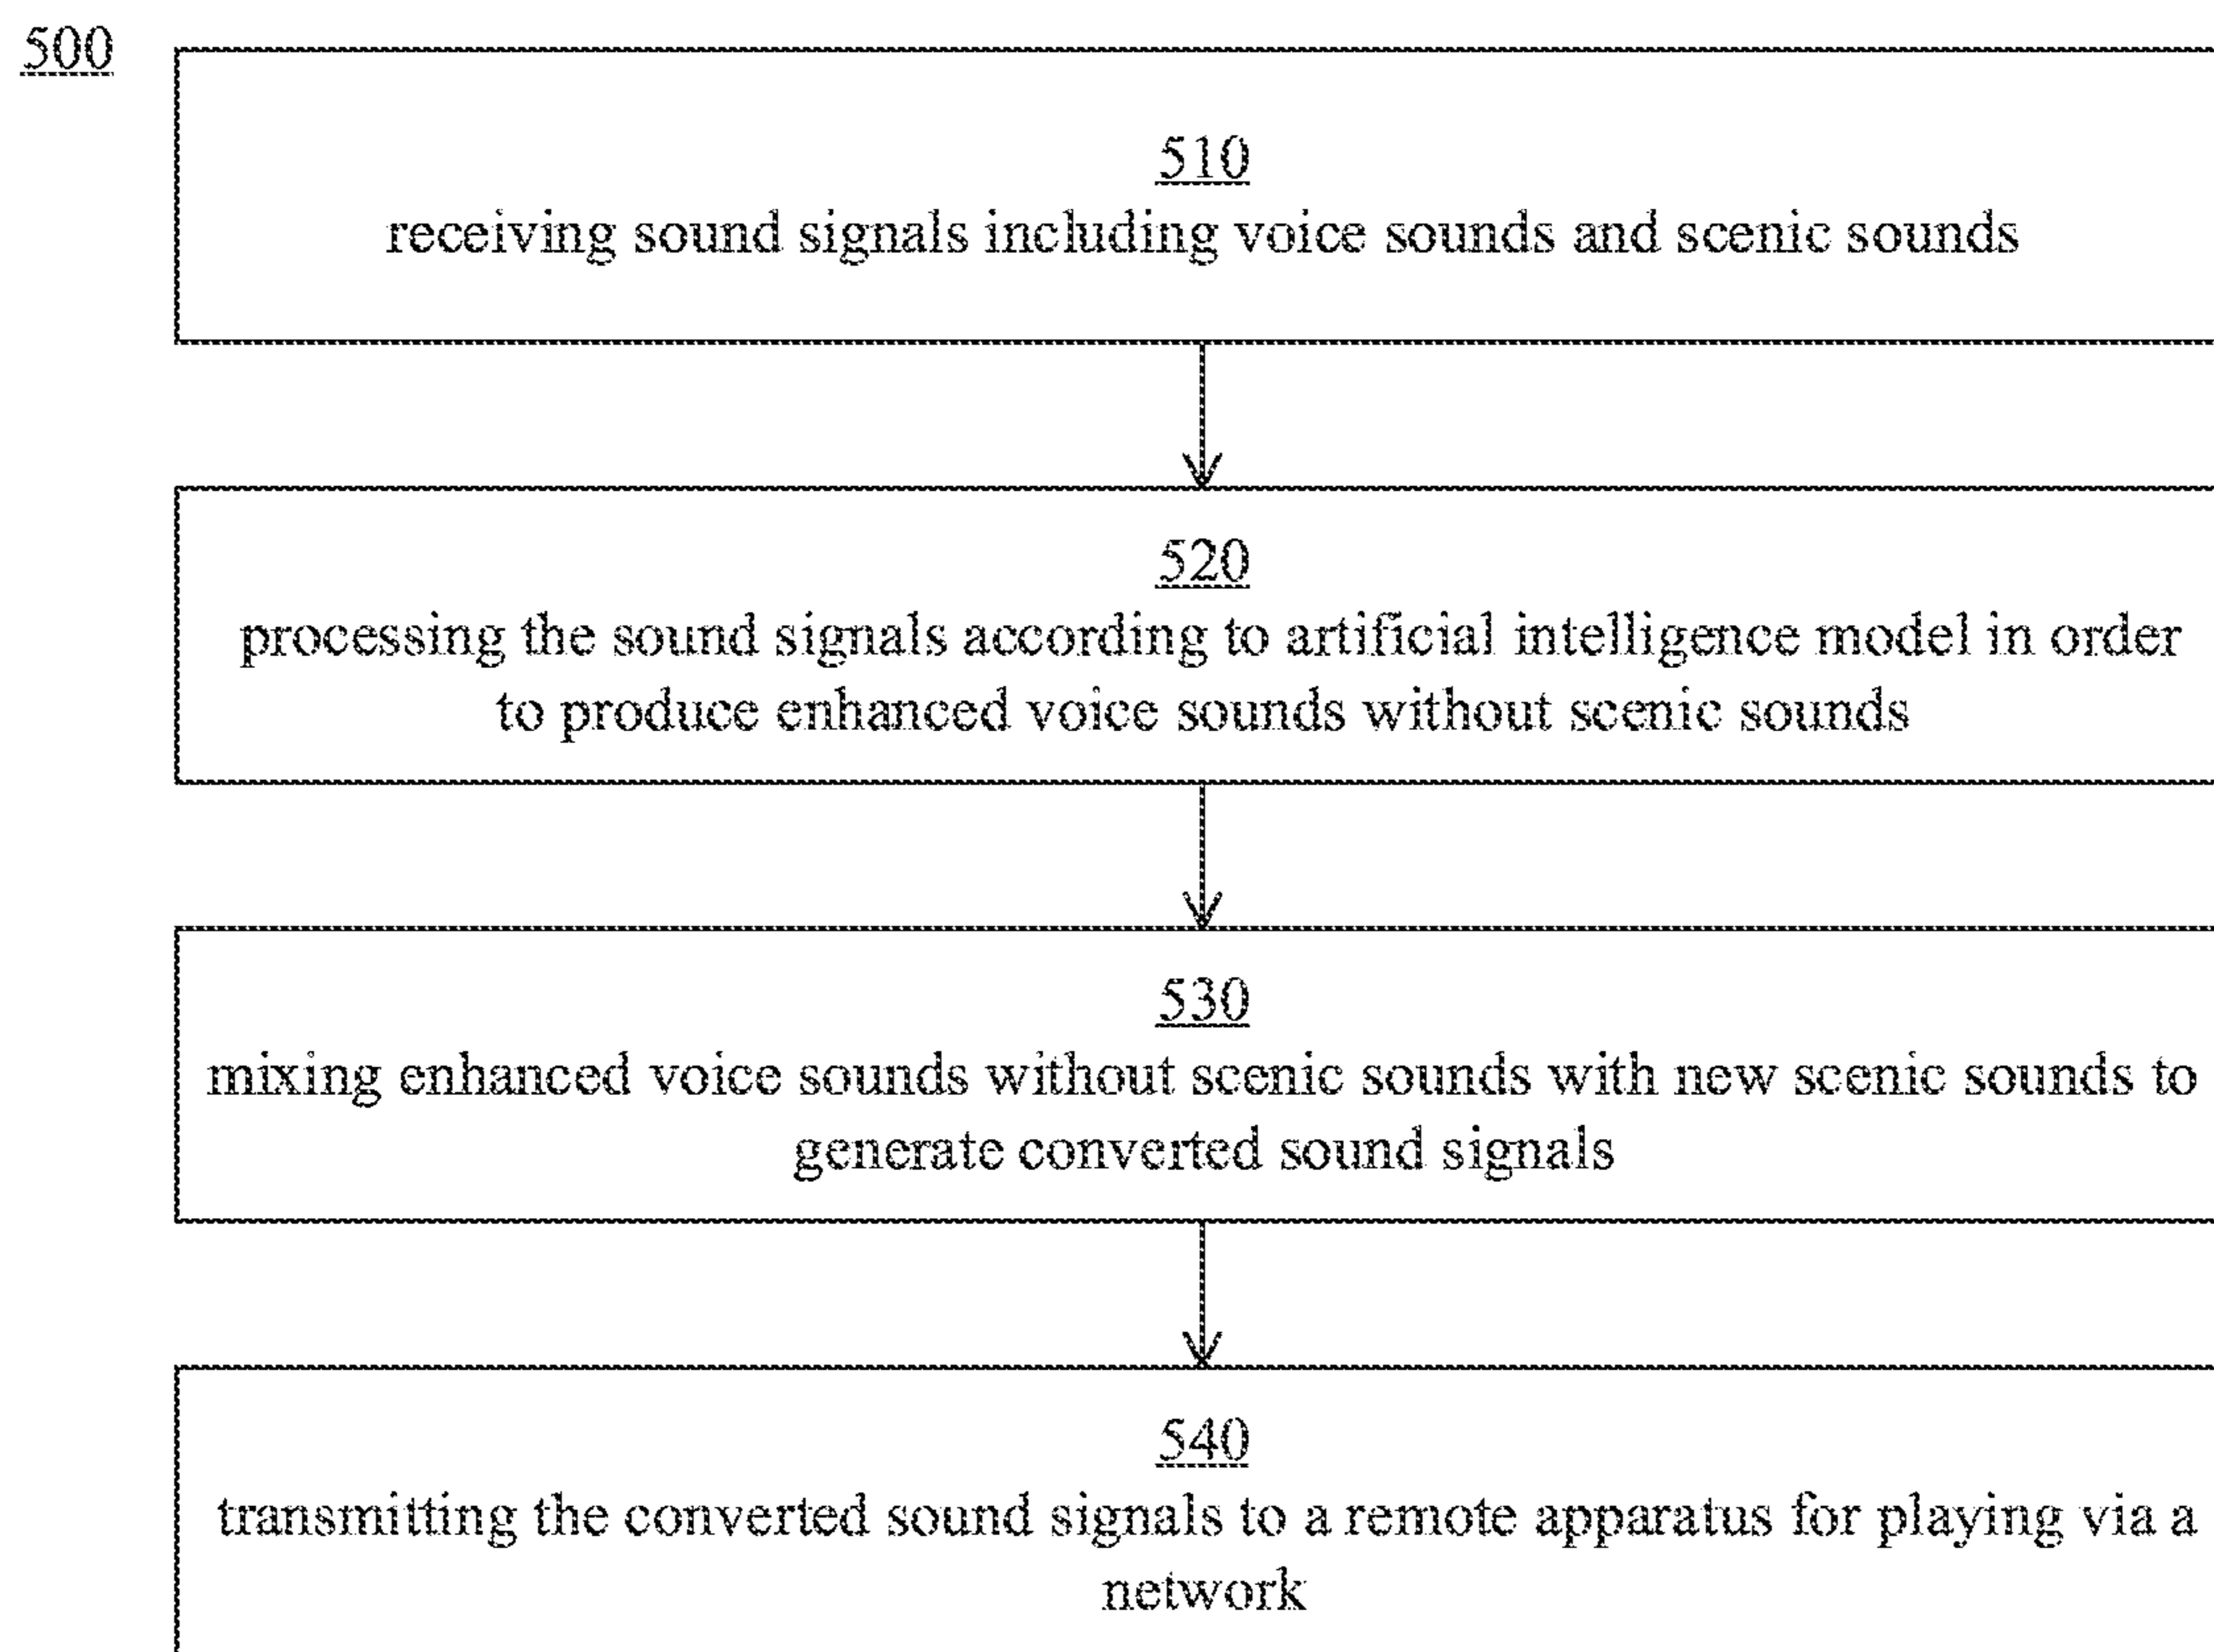 500
510
receiving sound signals including voice sounds and scenic sounds
520
processing the sound signals according to artificial intelligence model in order
to produce enhanced voice sounds without scenic sounds
530
mixing enhanced voice sounds without scenic sounds with new scenic sounds to
generate converted sound signals
540
transmitting the converted sound signals to a remote apparatus for playing via a
network